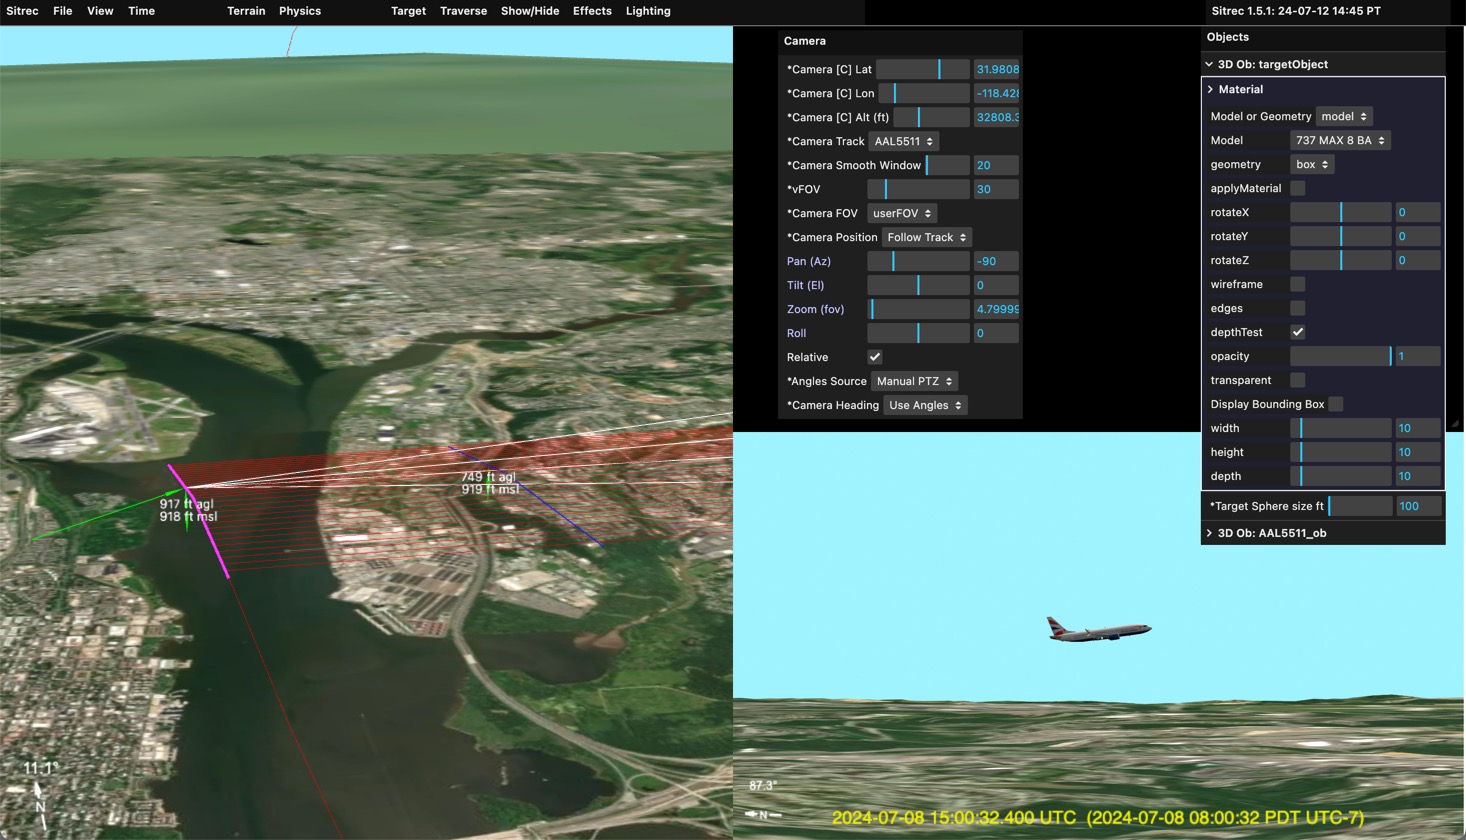 Sitrec File View Time Terrain Physics Target Traverse Show/Hide Effects Lighting Sitrec 1.5.1: 24-07-12 14:45 PT
917 ft agl
918 ft msl
749 ft agl
919 ft msl
11.1°
N
Camera
*Camera [C] Lat 31.9808
*Camera [C] Lon -118.428
*Camera [C] Alt (ft) 32808.3
*Camera Track AAL5511
*Camera Smooth Window 20
*vFOV 30
*Camera FOV userFOV
*Camera Position Follow Track
Pan (Az) -90
Tilt (El) 0
Zoom (fov) 4.79999
Roll 0
Relative
*Angles Source Manual PTZ
*Camera Heading Use Angles
Objects
3D Ob: targetObject
Material
Model or Geometry model
Model 737 MAX 8 BA
geometry box
applyMaterial
rotateX 0
rotateY 0
rotateZ 0
wireframe
edges
depthTest
opacity 1
transparent
Display Bounding Box
width 10
height 10
depth 10
*Target Sphere size ft 100
3D Ob: AAL5511_ob
87.3°
N
2024-07-08 15:00:32.400 UTC (2024-07-08 08:00:32 PDT UTC-7)